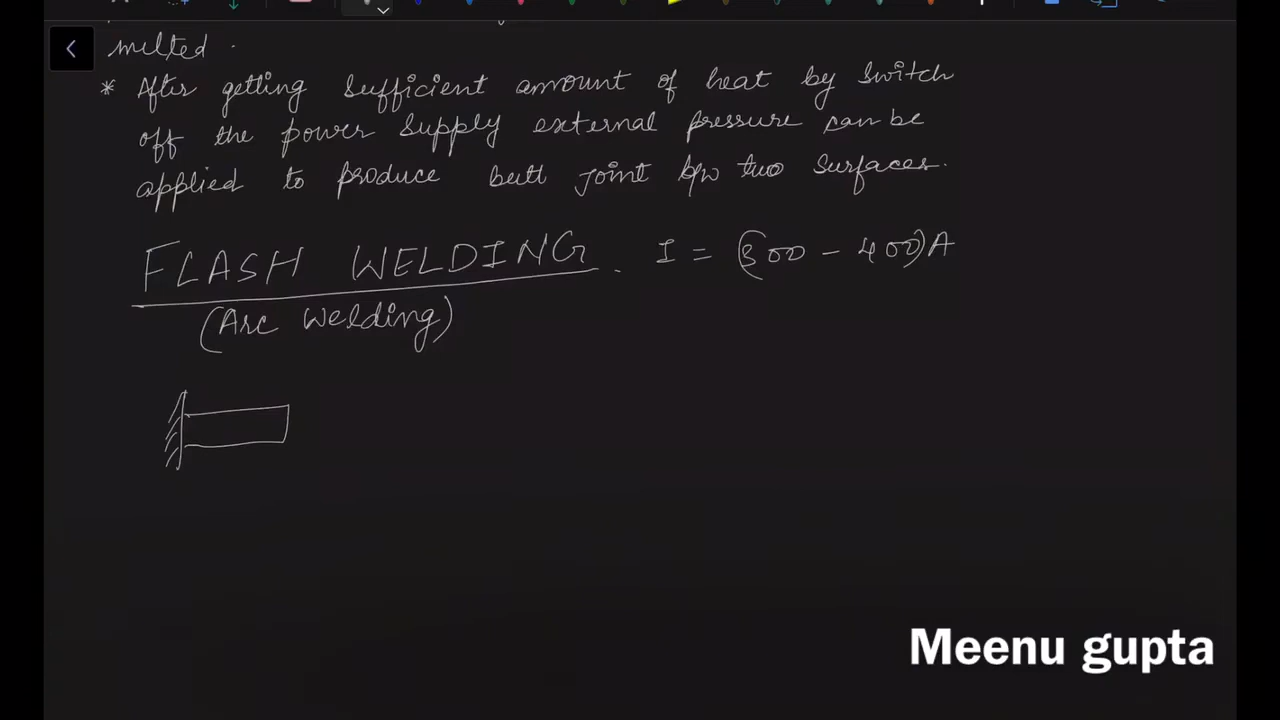 melted.
* After getting sufficient amount of heat by switch
off the power supply external pressure can be
applied to produce butt joint b/w two surfaces.
FLASH WELDING. I = (300 - 400)A
(Arc welding)
Meenu gupta